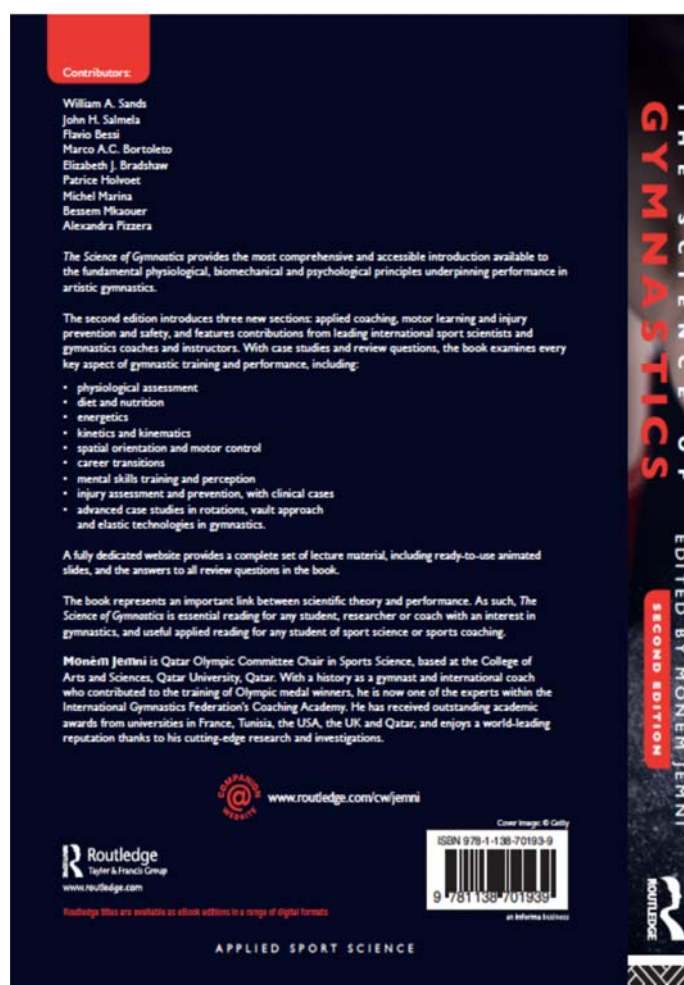 Contributors:
William A. Sands
John H. Salmela
Flavio Bessi
Marco A.C. Bortoleto
Elizabeth J. Bradshaw
Patrice Holvoet
Michel Marina
Bessem Mkaouer
Alexandra Pizzera
The Science of Gymnastics provides the most comprehensive and accessible introduction available to
the fundamental physiological, biomechanical and psychological principles underpinning performance in
artistic gymnastics.
The second edition introduces three new sections: applied coaching, motor learning and injury
prevention and safety, and features contributions from leading international sport scientists and
gymnastics coaches and instructors. With case studies and review questions, the book examines every
key aspect of gymnastic training and performance, including:
• physiological assessment
• diet and nutrition
• energetics
• kinetics and kinematics
• spatial orientation and motor control
• career transitions
• mental skills training and perception
• injury assessment and prevention, with clinical cases
• advanced case studies in rotations, vault approach
and elastic technologies in gymnastics.
A fully dedicated website provides a complete set of lecture material, including ready-to-use animated
slides, and the answers to all review questions in the book.
The book represents an important link between scientific theory and performance. As such, The
Science of Gymnastics is essential reading for any student, researcher or coach with an interest in
gymnastics, and useful applied reading for any student of sport science or sports coaching.
Monèm Jemni is Qatar Olympic Committee Chair in Sports Science, based at the College of
Arts and Sciences, Qatar University, Qatar. With a history as a gymnast and international coach
who contributed to the training of Olympic medal winners, he is now one of the experts within the
International Gymnastics Federation's Coaching Academy. He has received outstanding academic
awards from universities in France, Tunisia, the USA, the UK and Qatar, and enjoys a world-leading
reputation thanks to his cutting-edge research and investigations.
COMPANION
@
WEBSITE
www.routledge.com/cw/jemni
Cover image: © Getty
ISBN 978-1-138-70193-9
9 781138 701939
an informa business
Routledge
Taylor & Francis Group
www.routledge.com
Routledge titles are available as eBook editions in a range of digital formats
APPLIED SPORT SCIENCE
THE SCIENCE OF
GYMNASTICS
EDITED BY MONEM JEMNI
SECOND EDITION
ROUTLEDGE